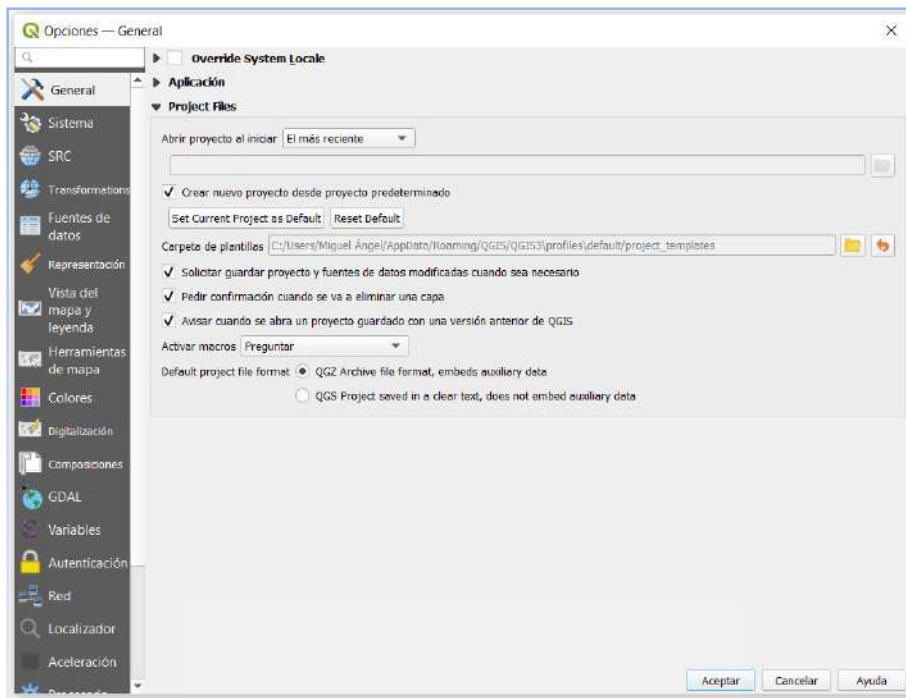 Opciones — General
Override System Locale
General
Aplicación
Project Files
Sistema
Abrir proyecto al iniciar El más reciente
SRC
Transformations
Crear nuevo proyecto desde proyecto predeterminado
Fuentes de
datos
Set Current Project as Default Reset Default
Carpeta de plantillas C:/Users/Miguel Ángel/AppData/Roaming/QGIS/QGIS3\profiles\default/project_templates
Representación
Solicitar guardar proyecto y fuentes de datos modificadas cuando sea necesario
Vista del
mapa y
leyenda
Pedir confirmación cuando se va a eliminar una capa
Avisar cuando se abra un proyecto guardado con una versión anterior de QGIS
Herramientas
de mapa
Activar macros Preguntar
Default project file format QGZ Archive file format, embeds auxiliary data
Colores
QGS Project saved in a clear text, does not embed auxiliary data
Digitalización
Composiciones
GDAL
Variables
Autenticación
Red
Localizador
Aceleración
Aceptar Cancelar Ayuda